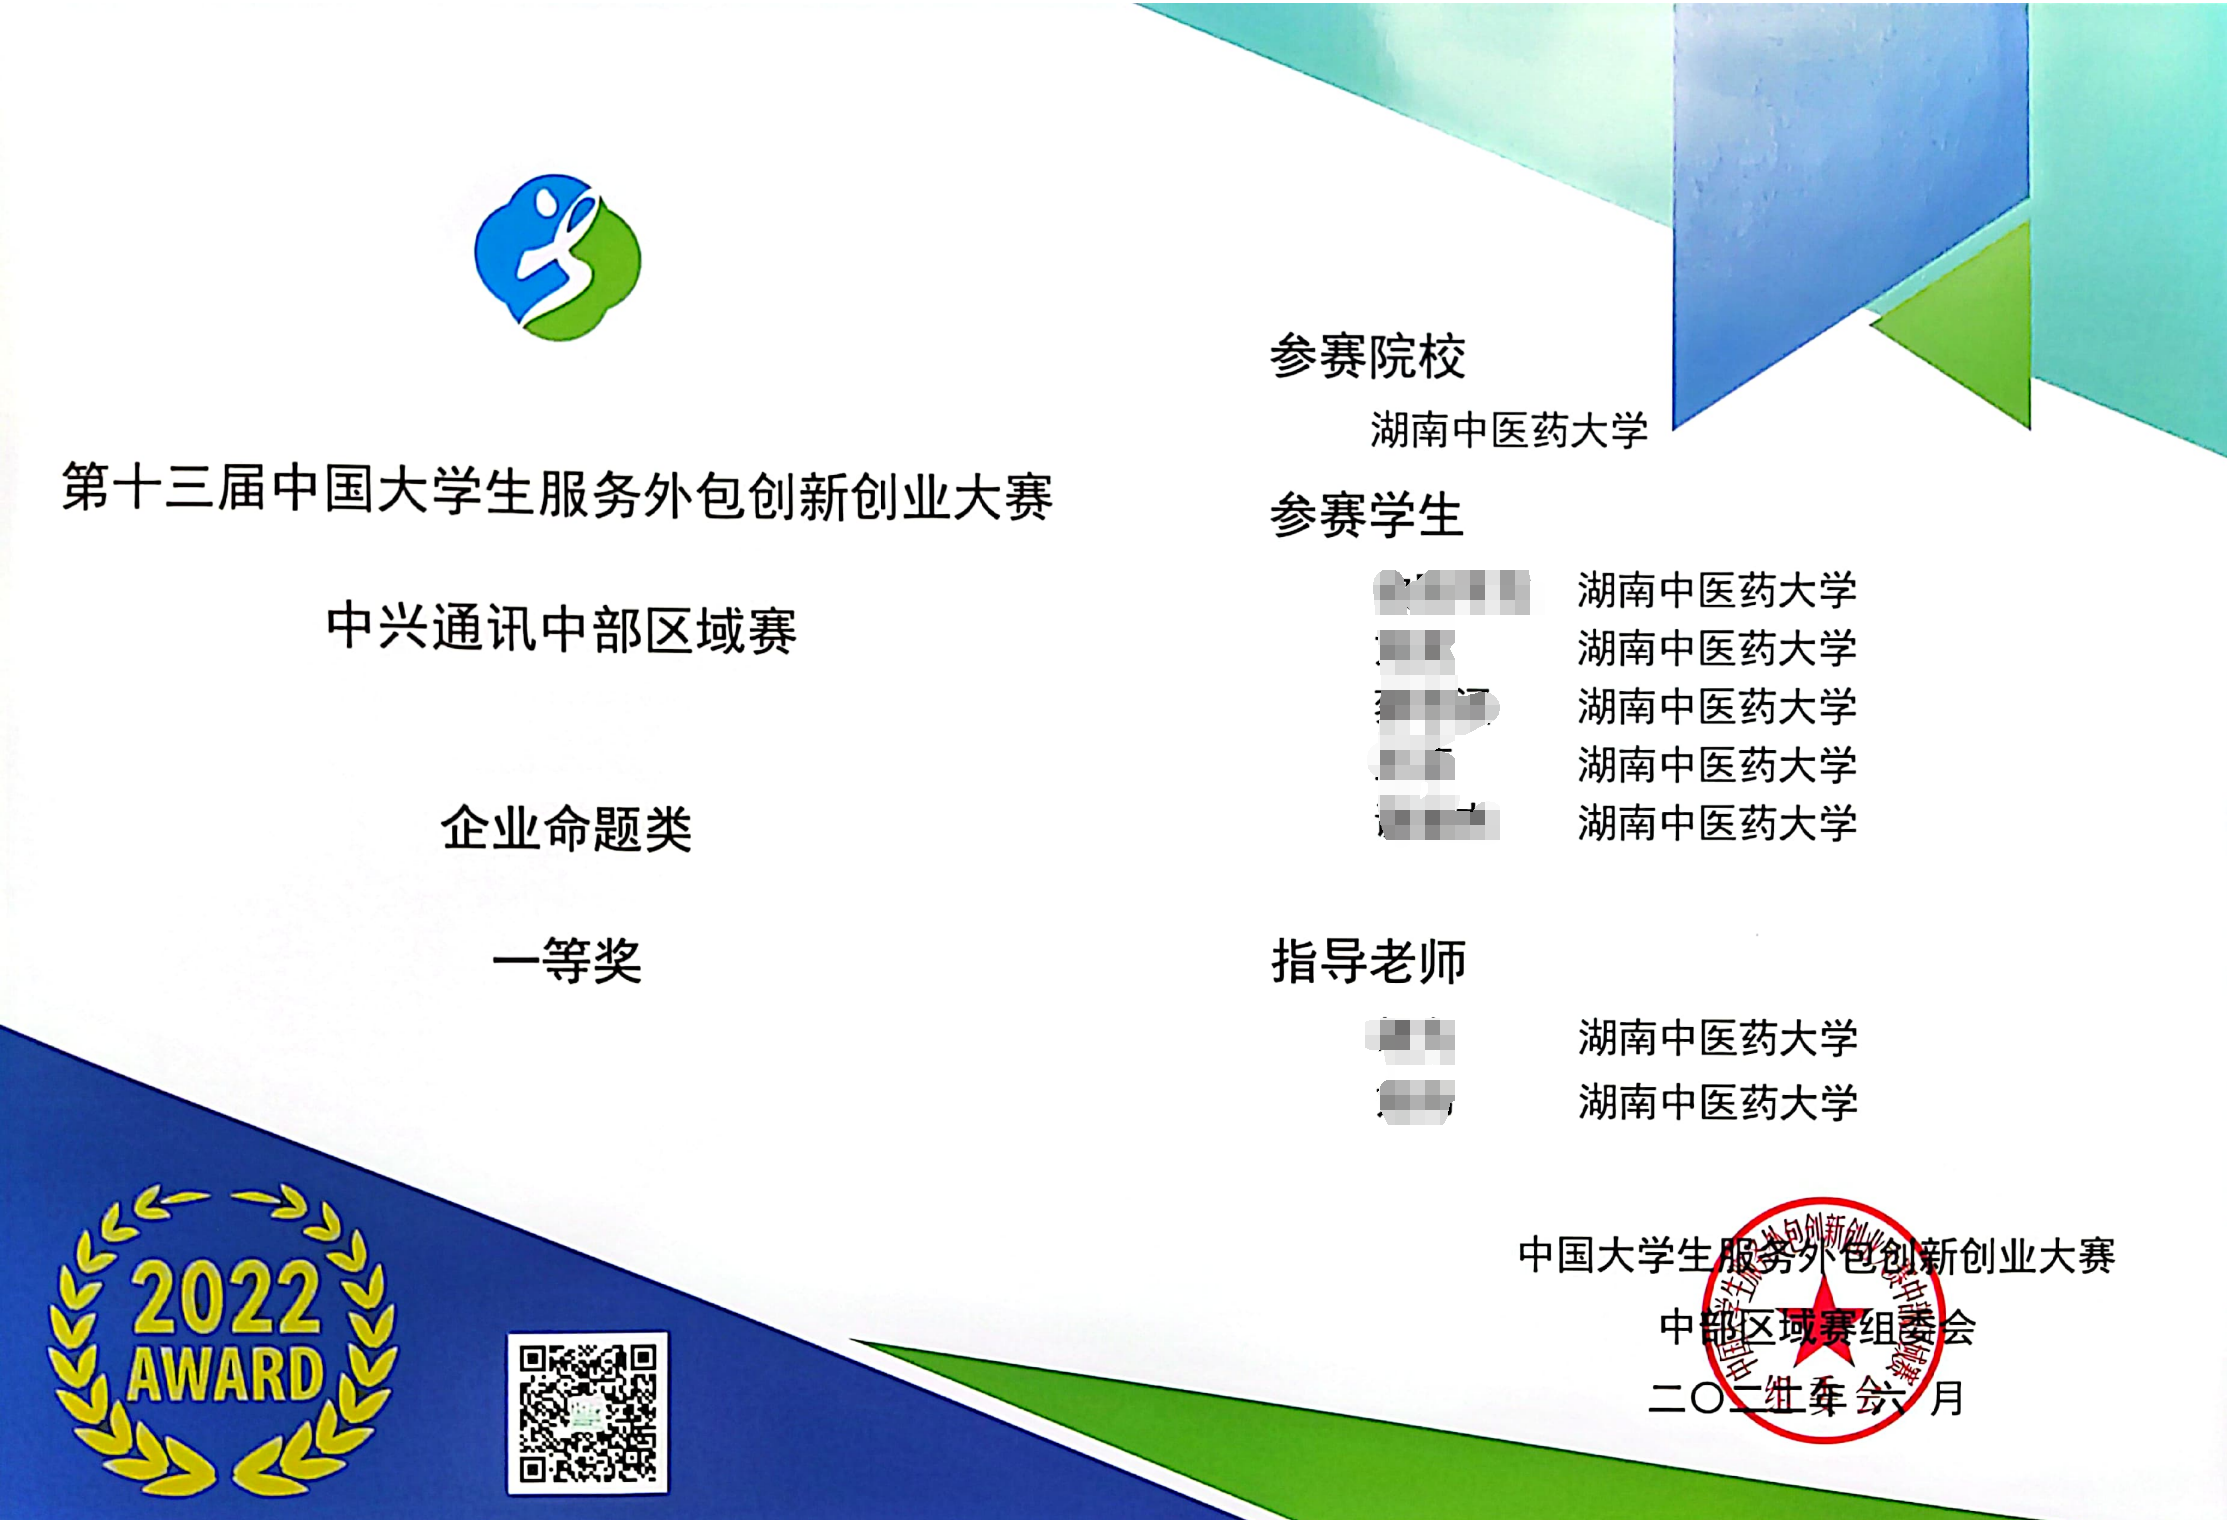 第十三届中国大学生服务外包创新创业大赛
中兴通讯中部区域赛
企业命题类
一等奖
2022
AWARD
参赛院校
湖南中医药大学
参赛学生
湖南中医药大学
湖南中医药大学
湖南中医药大学
湖南中医药大学
湖南中医药大学
指导老师
湖南中医药大学
湖南中医药大学
中国大学生服务外包创新创业大赛
中部区域赛组委会
二〇二二年六月
中国大学生服务外包创新创业大赛中部区域赛
组委会